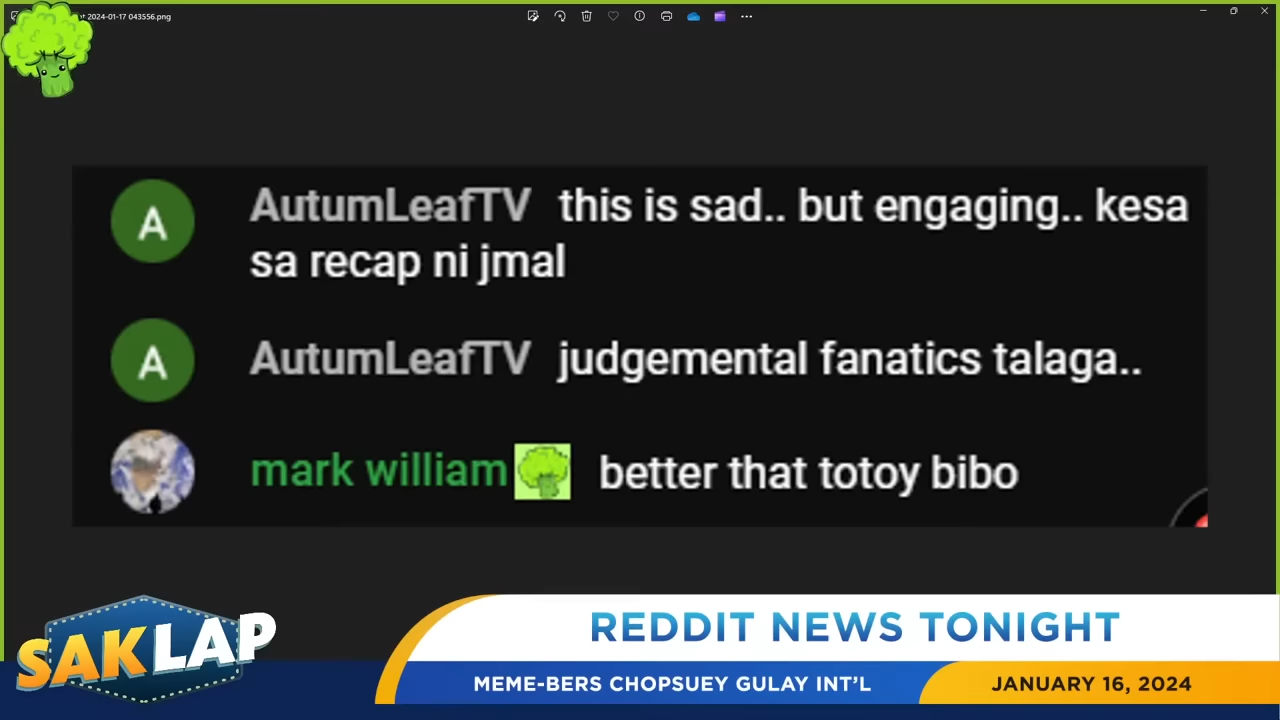 2024-01-17 043556.png
A
AutumLeafTV this is sad.. but engaging.. kesa
sa recap ni jmal
A
AutumLeafTV judgemental fanatics talaga..
mark william better that totoy bibo
SAKLAP
REDDIT NEWS TONIGHT
MEME-BERS CHOPSUEY GULAY INT'L
JANUARY 16, 2024